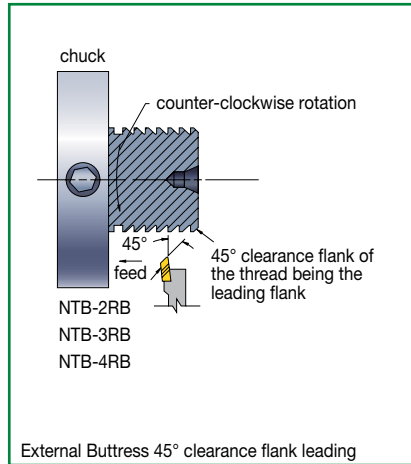 chuck
counter-clockwise rotation
45°
feed
45° clearance flank of
the thread being the
leading flank
NTB-2RB
NTB-3RB
NTB-4RB
External Buttress 45° clearance flank leading